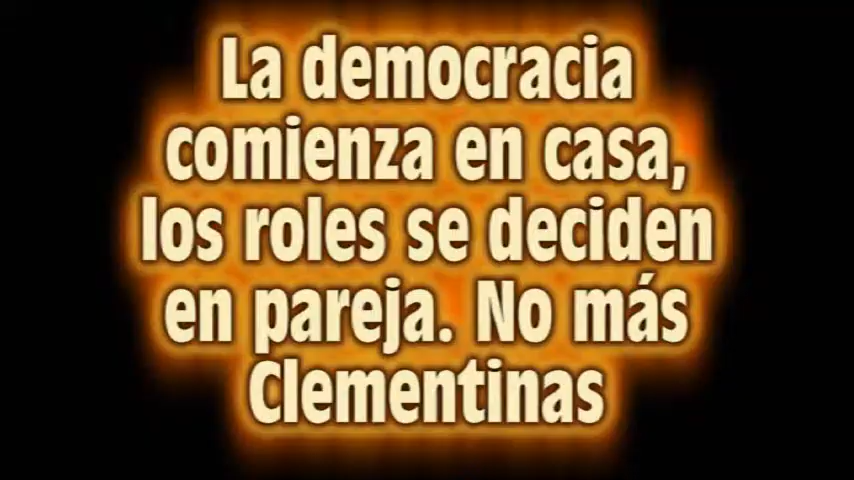 La democracia
comienza en casa,
los roles se deciden
en pareja. No más
Clementinas